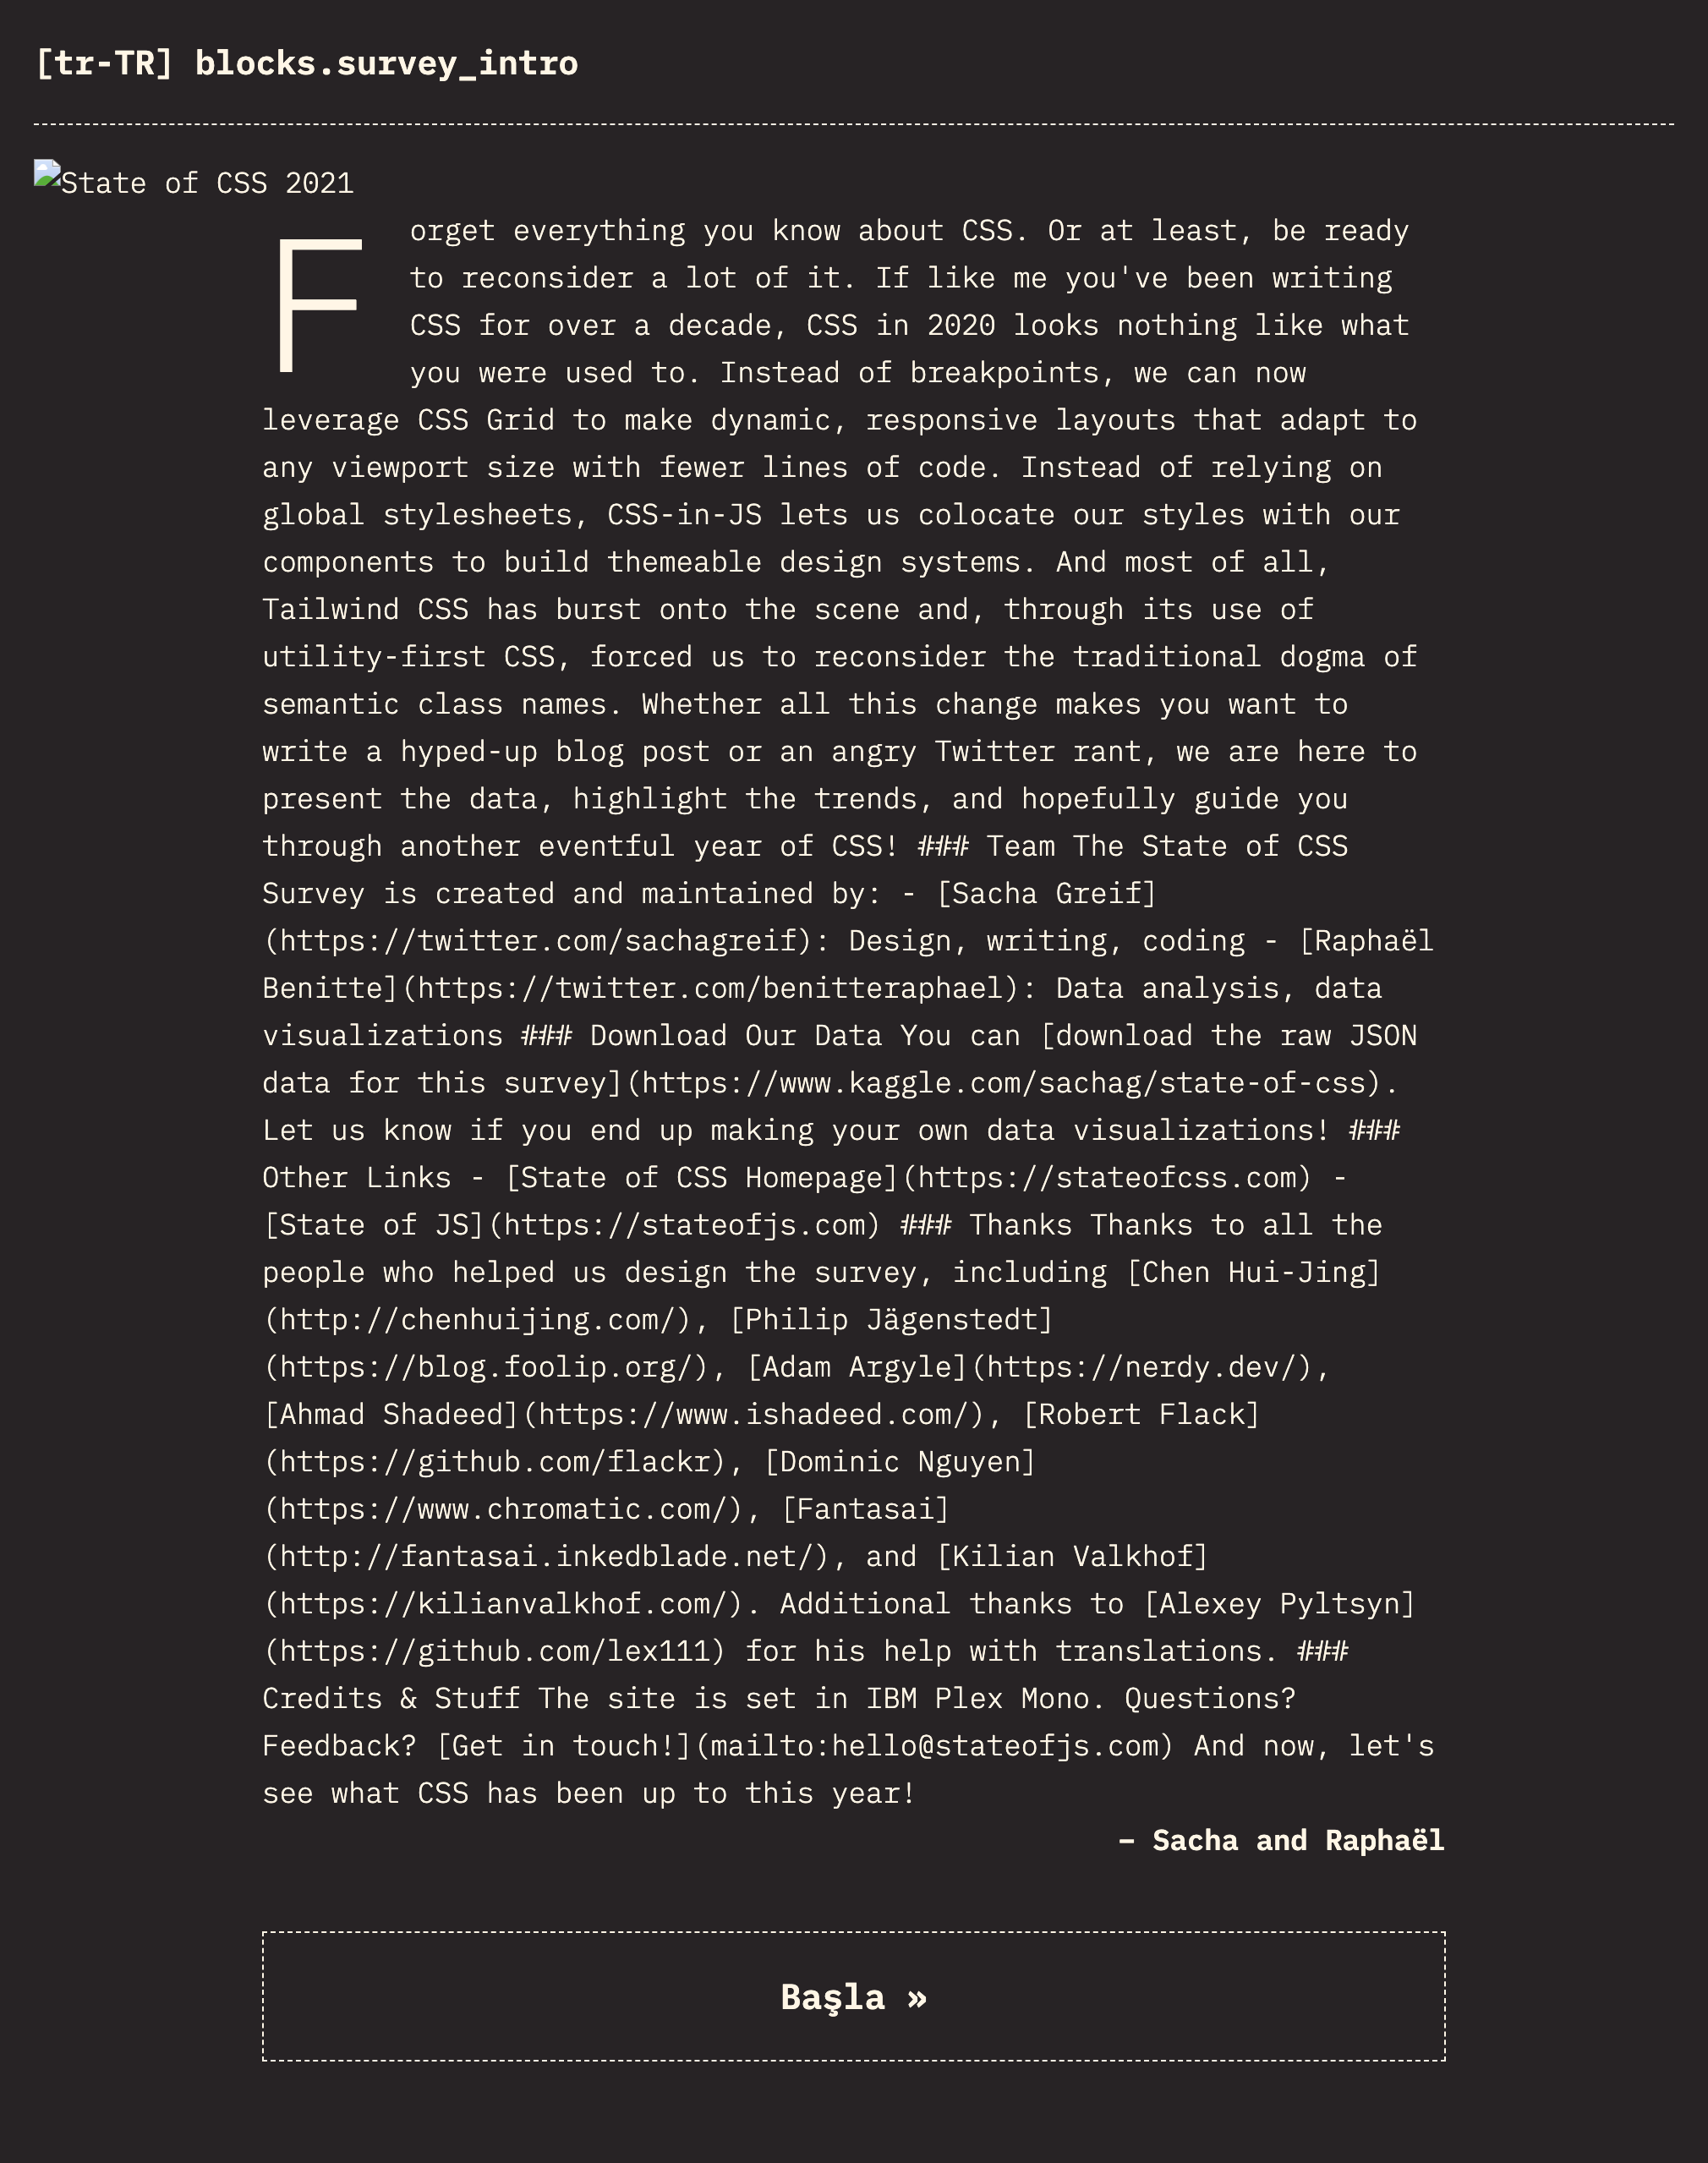 [tr-TR] blocks.survey_intro
State of CSS 2021
Forget everything you know about CSS. Or at least, be ready
to reconsider a lot of it. If like me you've been writing
CSS for over a decade, CSS in 2020 looks nothing like what
you were used to. Instead of breakpoints, we can now
leverage CSS Grid to make dynamic, responsive layouts that adapt to
any viewport size with fewer lines of code. Instead of relying on
global stylesheets, CSS-in-JS lets us colocate our styles with our
components to build themeable design systems. And most of all,
Tailwind CSS has burst onto the scene and, through its use of
utility-first CSS, forced us to reconsider the traditional dogma of
semantic class names. Whether all this change makes you want to
write a hyped-up blog post or an angry Twitter rant, we are here to
present the data, highlight the trends, and hopefully guide you
through another eventful year of CSS! ### Team The State of CSS
Survey is created and maintained by: - [Sacha Greif]
(https://twitter.com/sachagreif): Design, writing, coding - [Raphaël
Benitte](https://twitter.com/benitteraphael): Data analysis, data
visualizations ### Download Our Data You can [download the raw JSON
data for this survey](https://www.kaggle.com/sachag/state-of-css).
Let us know if you end up making your own data visualizations! ###
Other Links - [State of CSS Homepage](https://stateofcss.com) -
[State of JS](https://stateofjs.com) ### Thanks Thanks to all the
people who helped us design the survey, including [Chen Hui-Jing]
(http://chenhuijing.com/), [Philip Jägenstedt]
(https://blog.foolip.org/), [Adam Argyle](https://nerdy.dev/),
[Ahmad Shadeed](https://www.ishadeed.com/), [Robert Flack]
(https://github.com/flackr), [Dominic Nguyen]
(https://www.chromatic.com/), [Fantasai]
(http://fantasai.inkedblade.net/), and [Kilian Valkhof]
(https://kilianvalkhof.com/). Additional thanks to [Alexey Pyltsyn]
(https://github.com/lex111) for his help with translations. ###
Credits & Stuff The site is set in IBM Plex Mono. Questions?
Feedback? [Get in touch!](mailto:hello@stateofjs.com) And now, let's
see what CSS has been up to this year!
– Sacha and Raphaël
Başla »